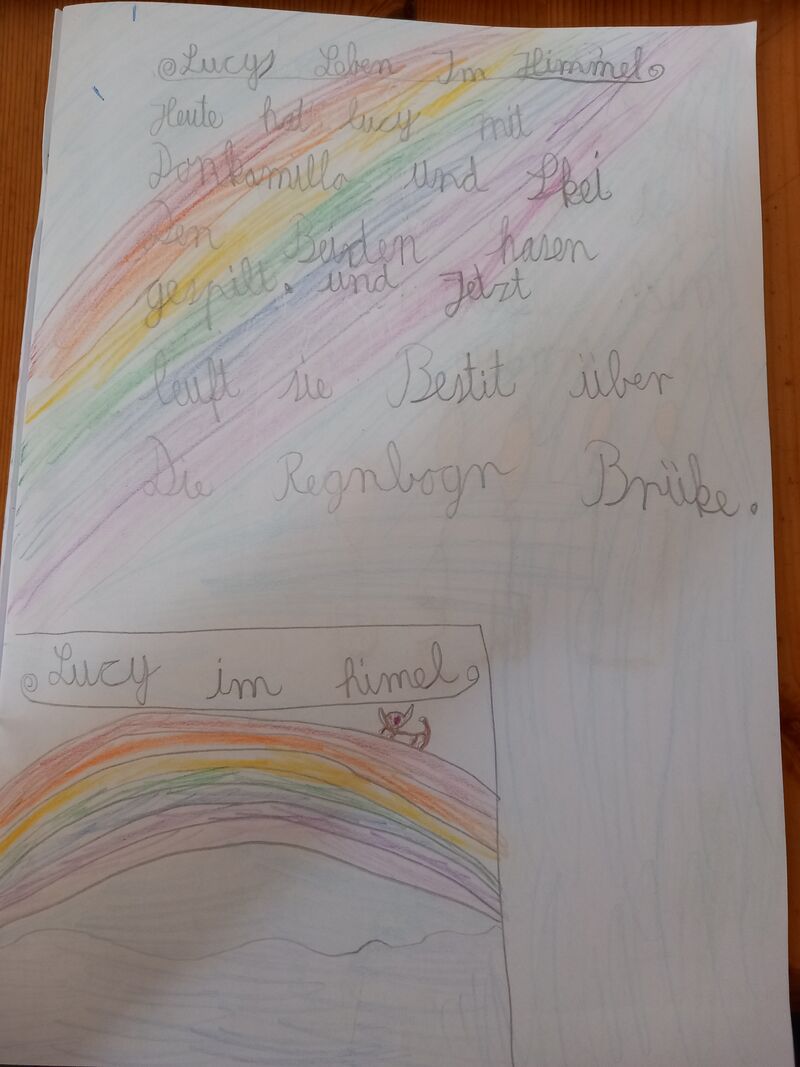 Lucys Leben Im Himmel
Heute hat lucy mit
Donkamillo und Skei
Den Beiden hasen
gespilt. und Jetzt
leuft sie Bestit über
Die Regnbogn Brüke.
Lucy im himel